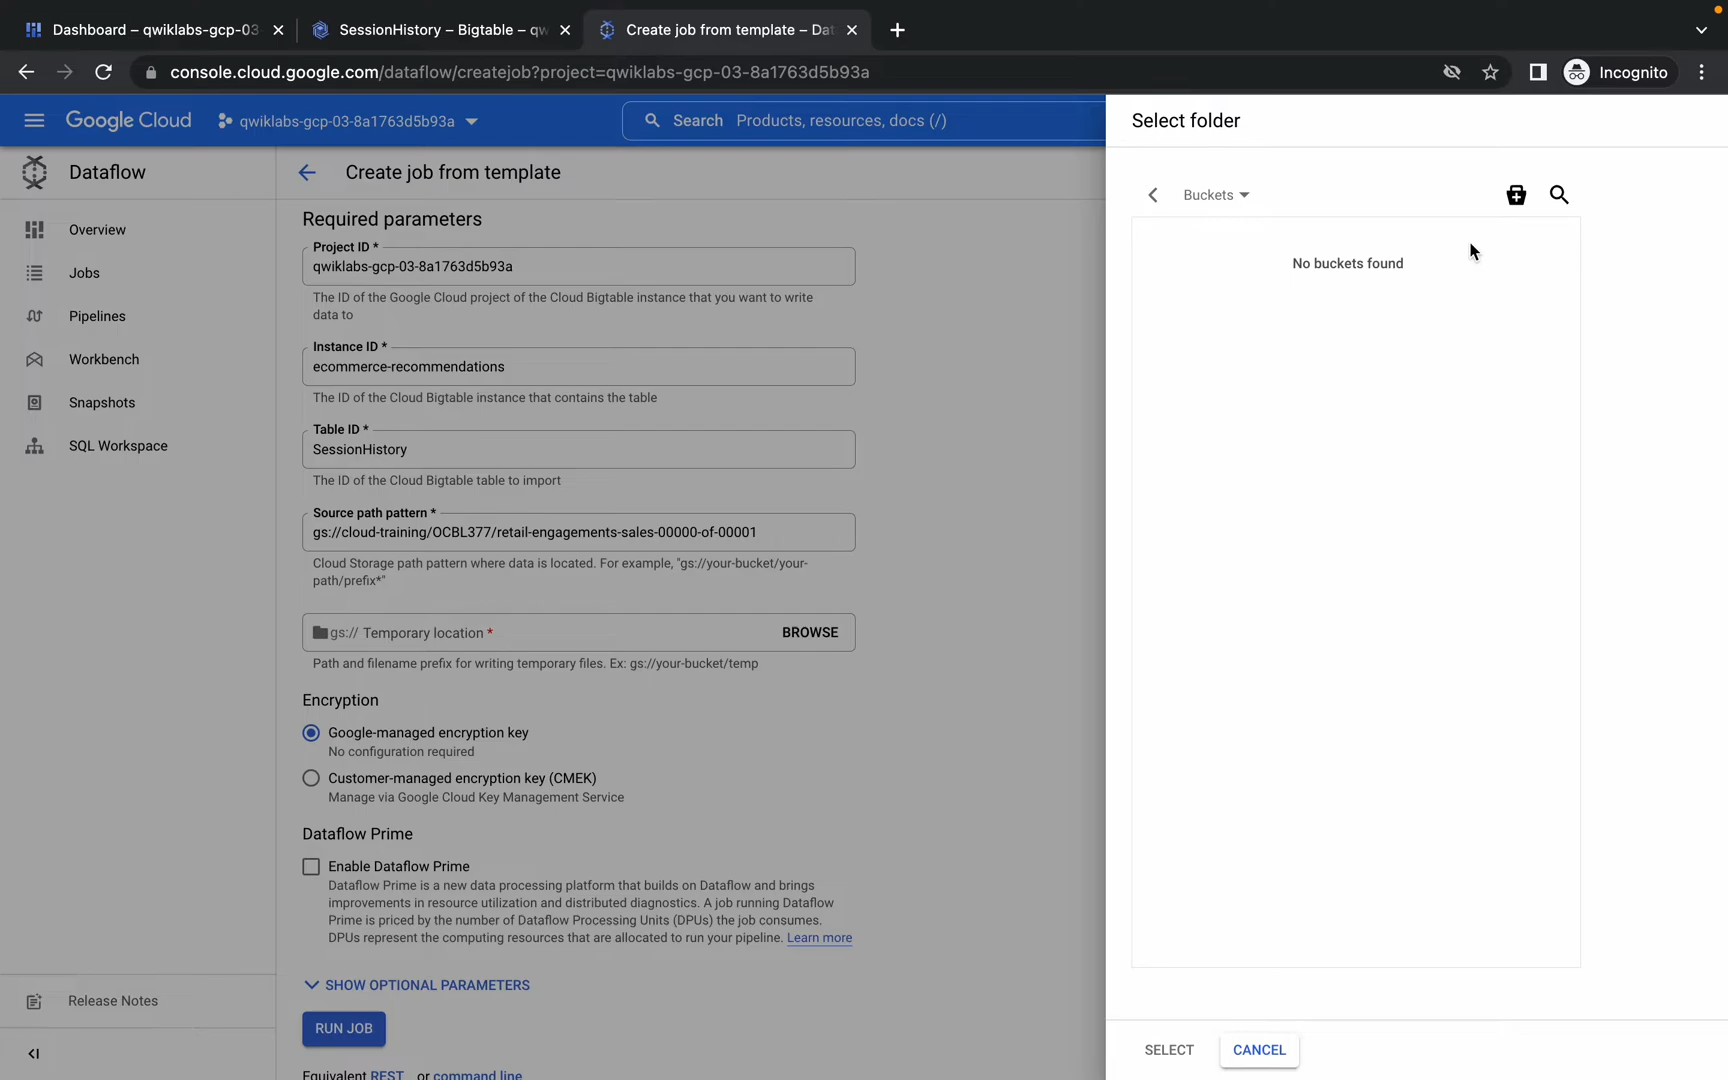 Dashboard – qwiklabs-gcp-03-
SessionHistory – Bigtable – qw
Create job from template – Dat
console.cloud.google.com/dataflow/createjob?project=qwiklabs-gcp-03-8a1763d5b93a
Incognito
Google Cloud
qwiklabs-gcp-03-8a1763d5b93a
Search Products, resources, docs (/)
Select folder
Dataflow
Create job from template
Buckets
No buckets found
Overview
Jobs
Pipelines
Workbench
Snapshots
SQL Workspace
Required parameters
Project ID *
qwiklabs-gcp-03-8a1763d5b93a
The ID of the Google Cloud project of the Cloud Bigtable instance that you want to write
data to
Instance ID *
ecommerce-recommendations
The ID of the Cloud Bigtable instance that contains the table
Table ID *
SessionHistory
The ID of the Cloud Bigtable table to import
Source path pattern *
gs://cloud-training/OCBL377/retail-engagements-sales-00000-of-00001
Cloud Storage path pattern where data is located. For example, "gs://your-bucket/your-
path/prefix*"
gs:// Temporary location * BROWSE
Path and filename prefix for writing temporary files. Ex: gs://your-bucket/temp
Encryption
Google-managed encryption key
No configuration required
Customer-managed encryption key (CMEK)
Manage via Google Cloud Key Management Service
Dataflow Prime
Enable Dataflow Prime
Dataflow Prime is a new data processing platform that builds on Dataflow and brings
improvements in resource utilization and distributed diagnostics. A job running Dataflow
Prime is priced by the number of Dataflow Processing Units (DPUs) the job consumes.
DPUs represent the computing resources that are allocated to run your pipeline. Learn more
SHOW OPTIONAL PARAMETERS
RUN JOB
Equivalent REST or command line
Release Notes
SELECT
CANCEL